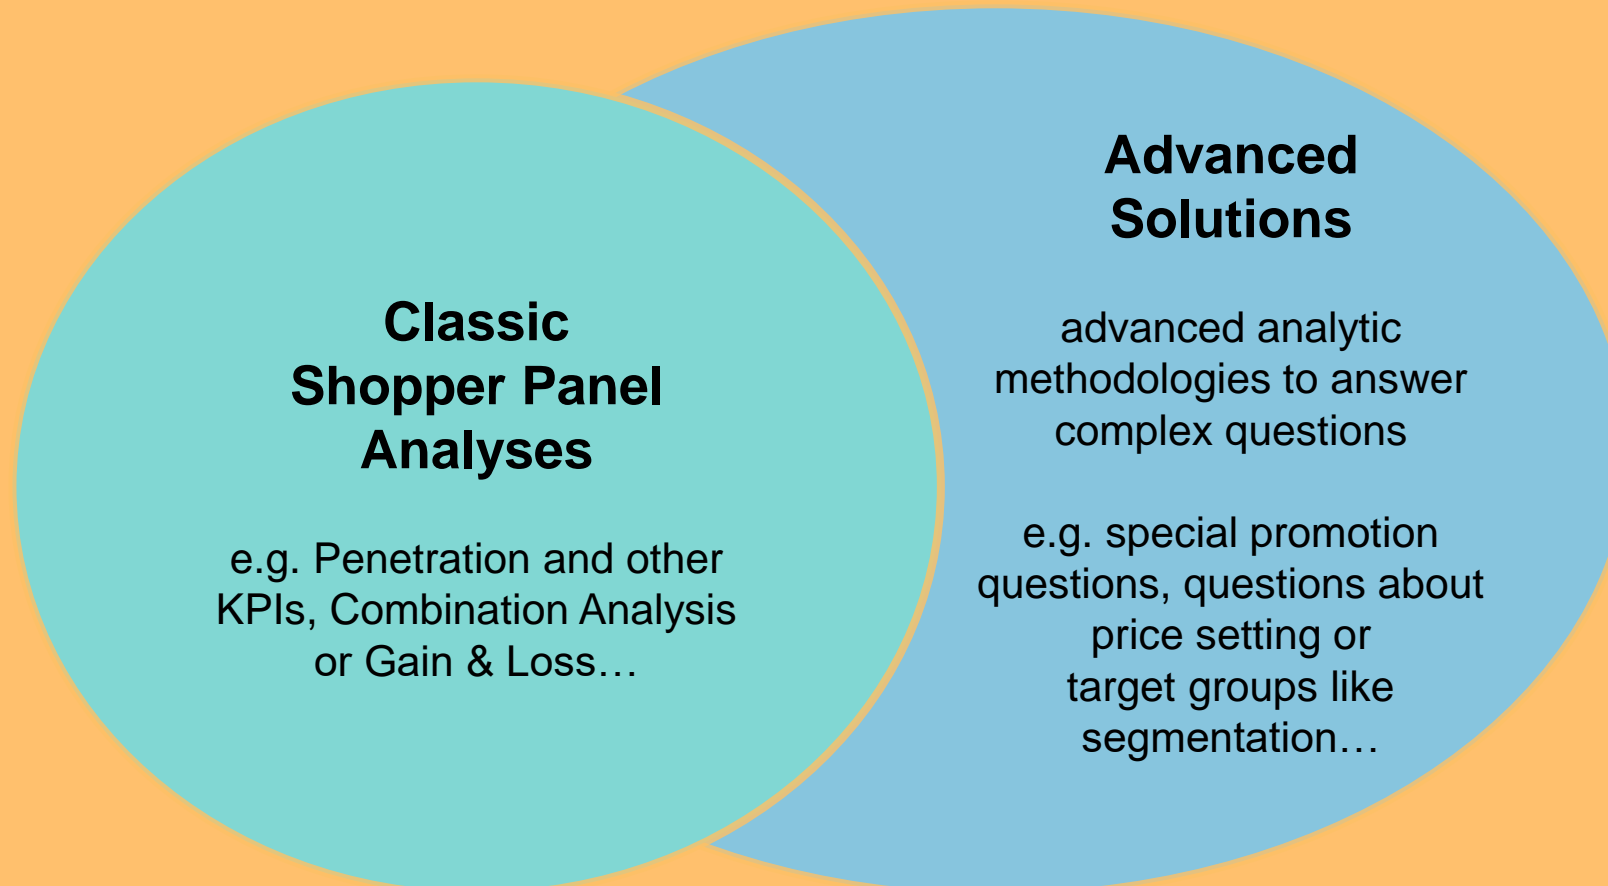 Classic
Shopper Panel
Analyses
e.g. Penetration and other
KPIs, Combination Analysis
or Gain & Loss…
Advanced
Solutions
advanced analytic
methodologies to answer
complex questions
e.g. special promotion
questions, questions about
price setting or
target groups like
segmentation…